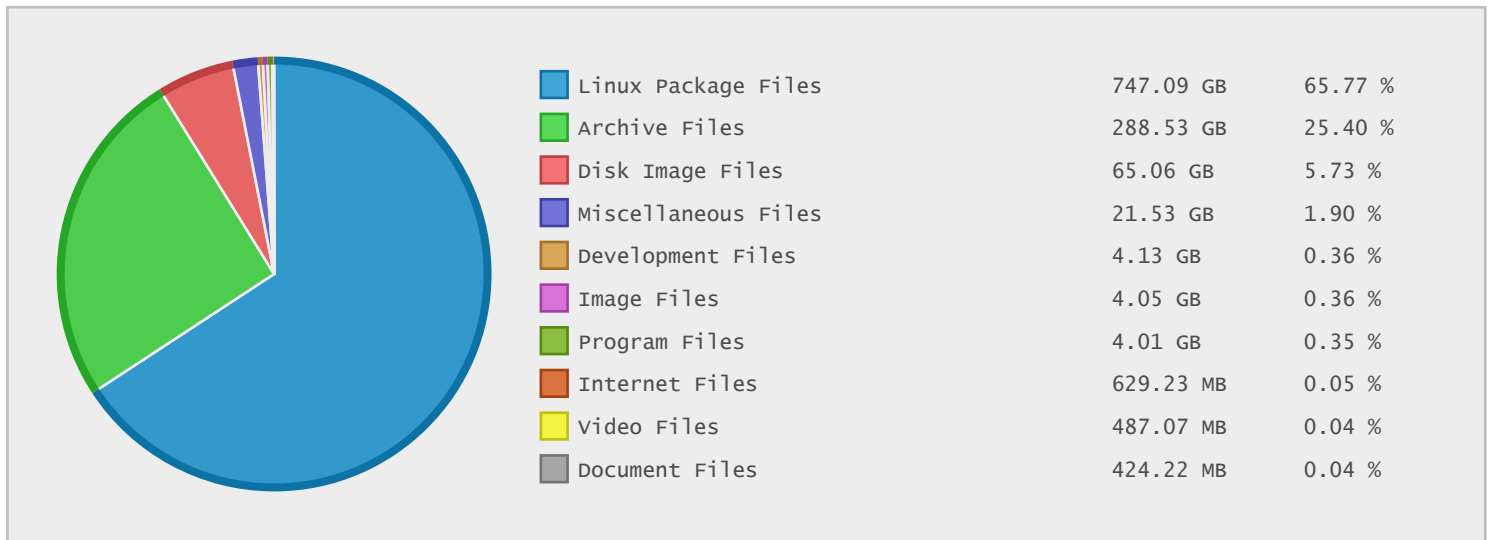 Linux Package Files 747.09 GB 65.77 %
Archive Files 288.53 GB 25.40 %
Disk Image Files 65.06 GB 5.73 %
Miscellaneous Files 21.53 GB 1.90 %
Development Files 4.13 GB 0.36 %
Image Files 4.05 GB 0.36 %
Program Files 4.01 GB 0.35 %
Internet Files 629.23 MB 0.05 %
Video Files 487.07 MB 0.04 %
Document Files 424.22 MB 0.04 %